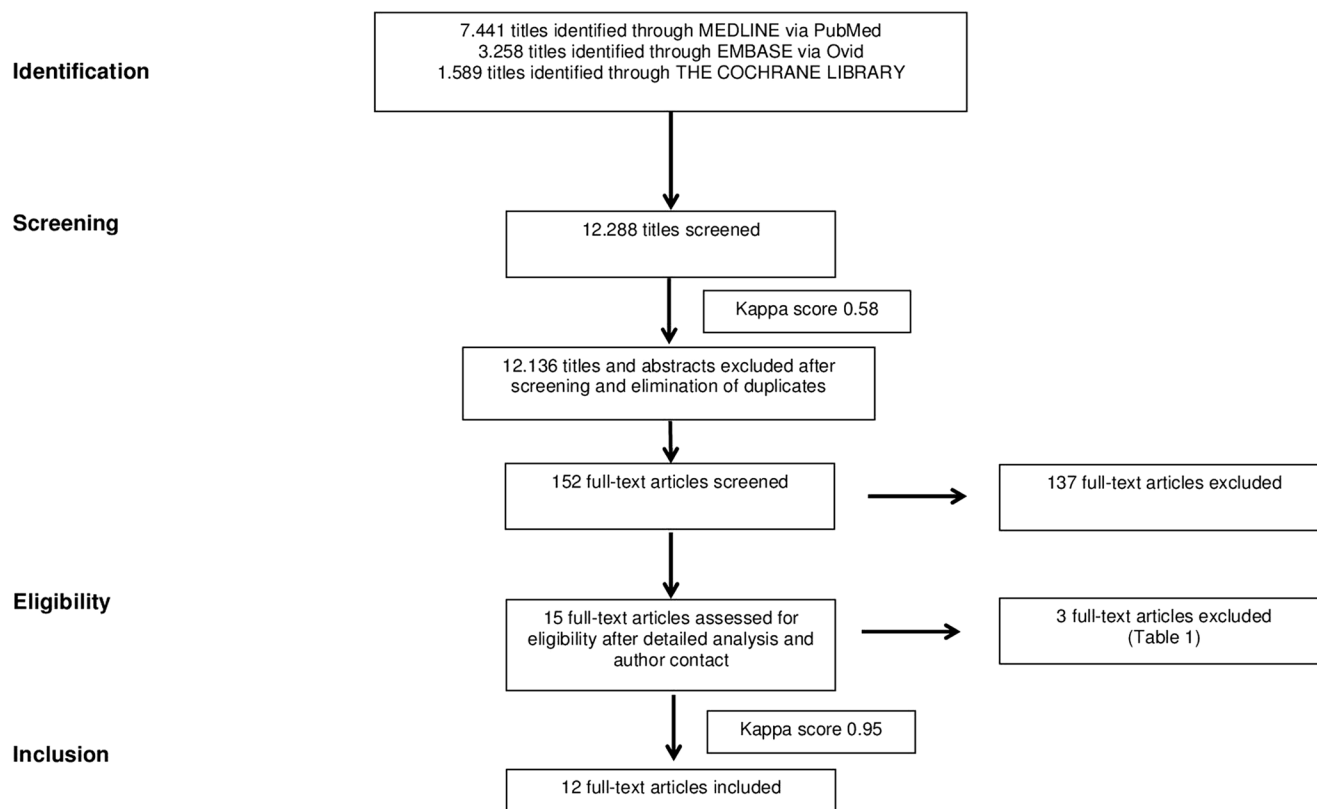 7.441 titles identified through MEDLINE via PubMed
3.258 titles identified through EMBASE via Ovid
1.589 titles identified through THE COCHRANE LIBRARY
Identification
Screening
12.288 titles screened
Kappa score 0.58
12.136 titles and abstracts excluded after
screening and elimination of duplicates
152 full-text articles screened
137 full-text articles excluded
Eligibility
15 full-text articles assessed for
eligibility after detailed analysis and
author contact
3 full-text articles excluded
(Table 1)
Kappa score 0.95
Inclusion
12 full-text articles included